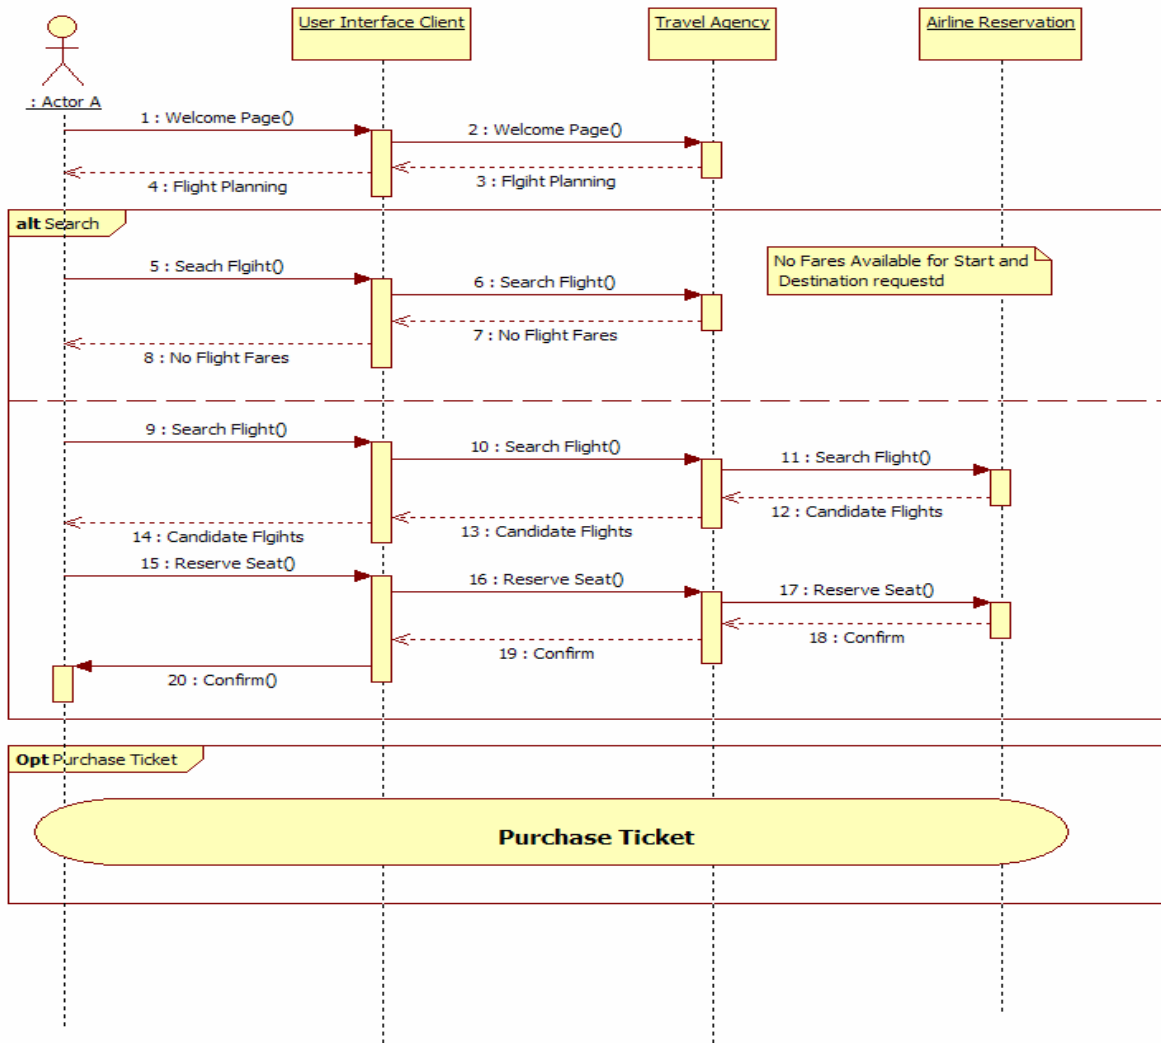 User Interface Client
Travel Agency
Airline Reservation
: Actor A
1 : Welcome Page()
2 : Welcome Page()
3 : Flgiht Planning
4 : Flight Planning
alt Search
No Fares Available for Start and
Destination requestd
5 : Seach Flgiht()
6 : Search Flight()
7 : No Flight Fares
8 : No Flight Fares
9 : Search Flight()
10 : Search Flight()
11 : Search Flight()
12 : Candidate Flights
13 : Candidate Flights
14 : Candidate Flgihts
15 : Reserve Seat()
16 : Reserve Seat()
17 : Reserve Seat()
18 : Confirm
19 : Confirm
20 : Confirm()
Opt Purchase Ticket
Purchase Ticket